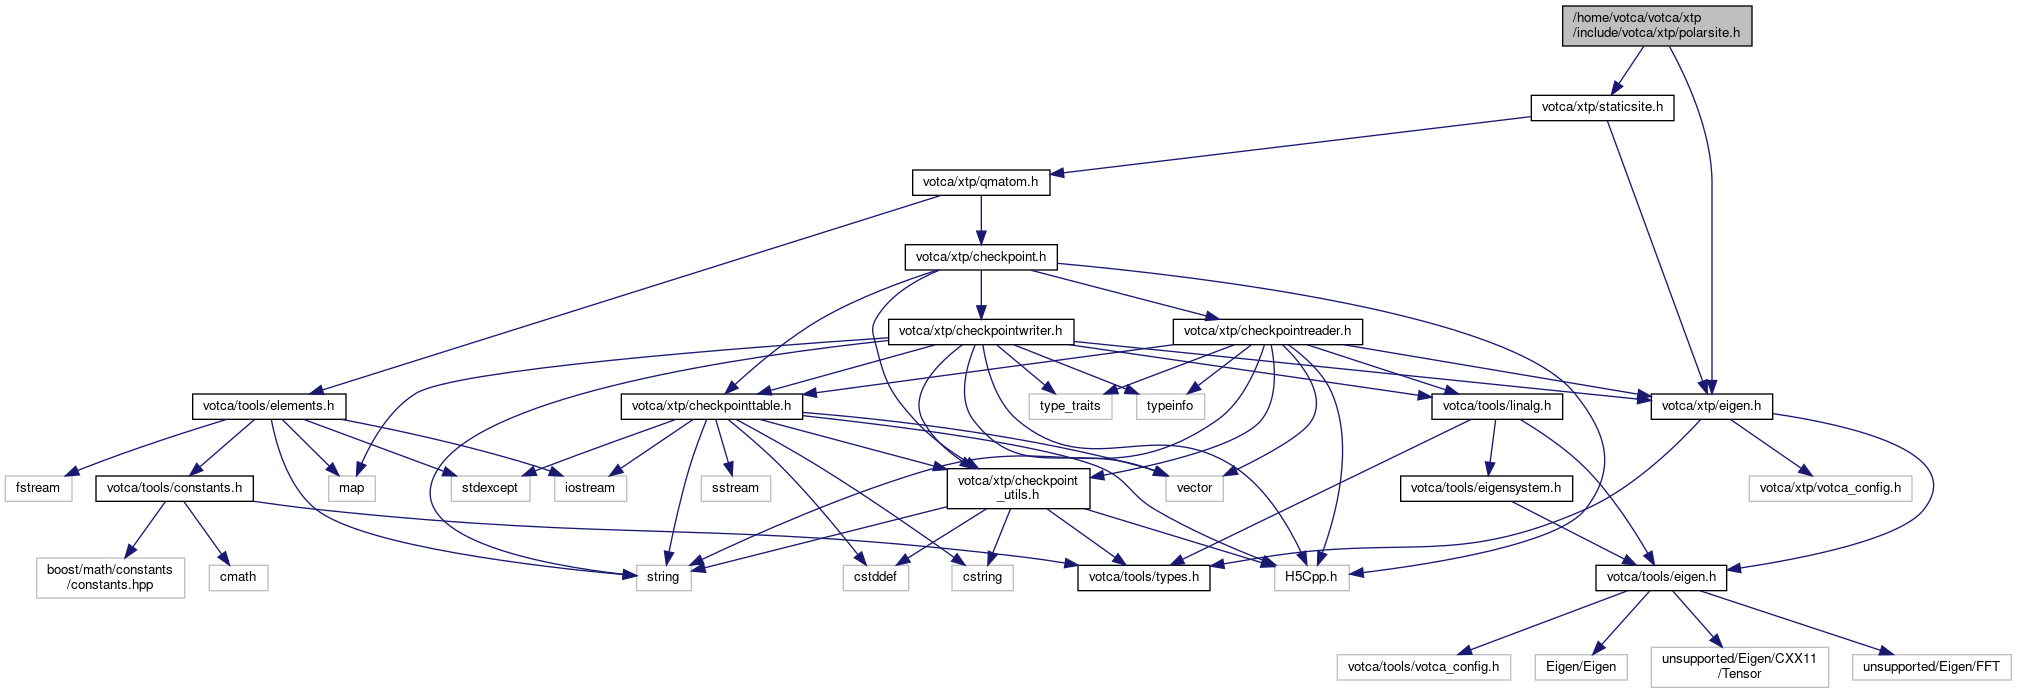 /home/votca/votca/xtp
/include/votca/xtp/polarsite.h
votca/xtp/staticsite.h
votca/xtp/qmatom.h
votca/xtp/checkpoint.h
votca/xtp/checkpointwriter.h
votca/xtp/checkpointreader.h
votca/tools/elements.h
votca/xtp/checkpointtable.h
type_traits
typeinfo
votca/tools/linalg.h
votca/xtp/eigen.h
fstream
votca/tools/constants.h
map
stdexcept
iostream
sstream
votca/xtp/checkpoint
_utils.h
vector
votca/tools/eigensystem.h
votca/xtp/votca_config.h
boost/math/constants
/constants.hpp
cmath
string
cstddef
cstring
votca/tools/types.h
H5Cpp.h
votca/tools/eigen.h
votca/tools/votca_config.h
Eigen/Eigen
unsupported/Eigen/CXX11
/Tensor
unsupported/Eigen/FFT